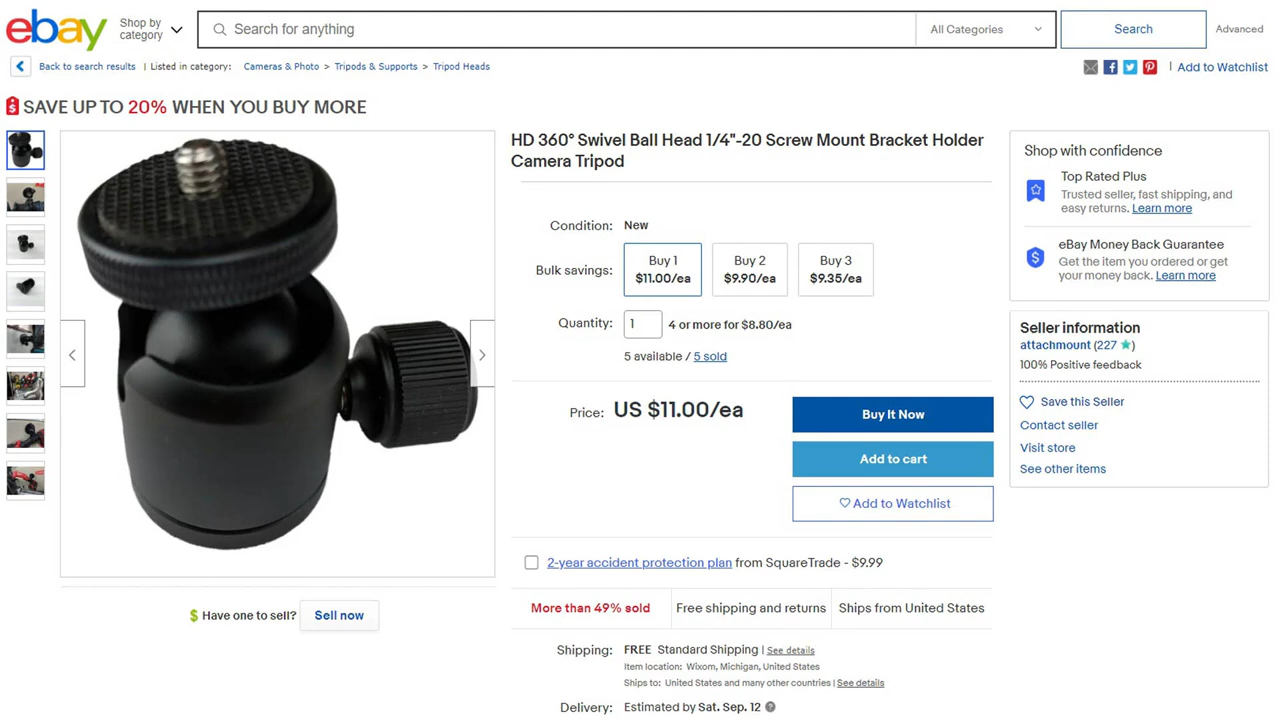 ebay
Shop by
category
Search for anything
All Categories
Search
Advanced
Back to search results | Listed in category: Cameras & Photo > Tripods & Supports > Tripod Heads
| Add to Watchlist
$ SAVE UP TO 20% WHEN YOU BUY MORE
HD 360° Swivel Ball Head 1/4"-20 Screw Mount Bracket Holder
Camera Tripod
Condition: New
Bulk savings:
Buy 1
$11.00/ea
Buy 2
$9.90/ea
Buy 3
$9.35/ea
Quantity: 1 4 or more for $8.80/ea
5 available / 5 sold
Price: US $11.00/ea
Buy It Now
Add to cart
Add to Watchlist
2-year accident protection plan from SquareTrade - $9.99
More than 49% sold
Free shipping and returns
Ships from United States
Shipping: FREE Standard Shipping | See details
Item location: Wixom, Michigan, United States
Ships to: United States and many other countries | See details
Delivery: Estimated by Sat. Sep. 12 ?
$ Have one to sell? Sell now
Shop with confidence
Top Rated Plus
Trusted seller, fast shipping, and
easy returns. Learn more
eBay Money Back Guarantee
$ Get the item you ordered or get
your money back. Learn more
Seller information
attachmount (227 ★)
100% Positive feedback
Save this Seller
Contact seller
Visit store
See other items